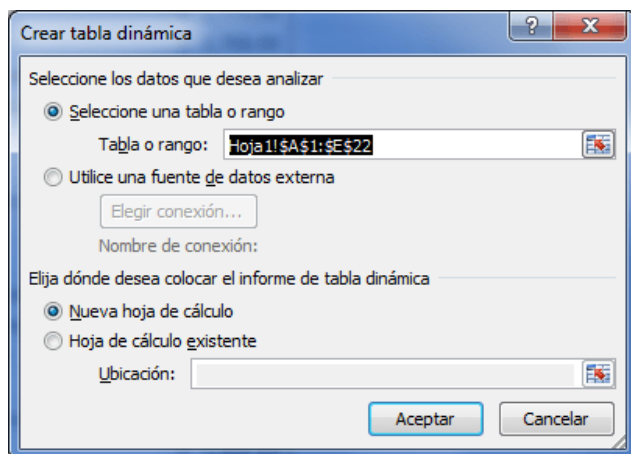 Crear tabla dinámica
Seleccione los datos que desea analizar
Seleccione una tabla o rango
Tabla o rango: Hoja1!$A$1:$E$22
Utilice una fuente de datos externa
Elegir conexión...
Nombre de conexión:
Elija dónde desea colocar el informe de tabla dinámica
Nueva hoja de cálculo
Hoja de cálculo existente
Ubicación:
Aceptar Cancelar